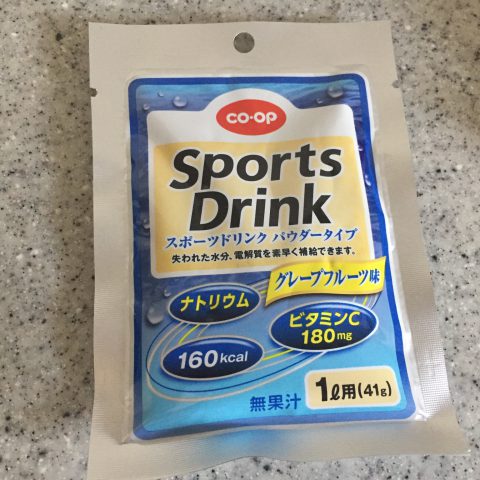 CO-OP
Sports
Drink
スポーツドリンク パウダータイプ
失われた水分、電解質を素早く補給できます。
グレープフルーツ味
ナトリウム
ビタミンC
180mg
160kcal
無果汁
1ℓ用(41g)